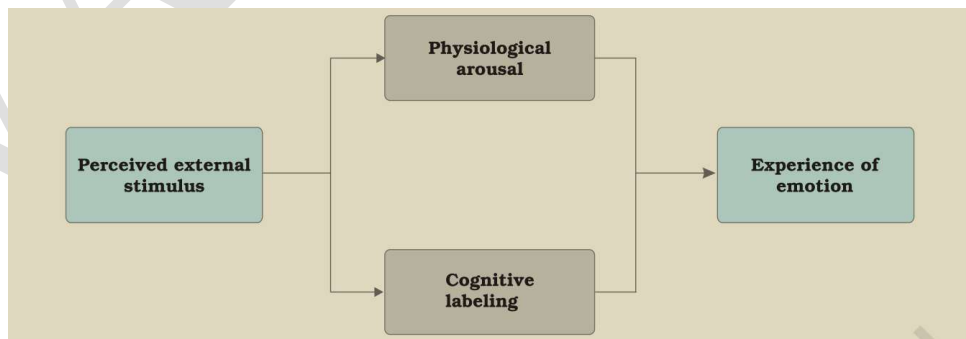 Physiological
arousal
Perceived external
stimulus
Experience of
emotion
Cognitive
labeling